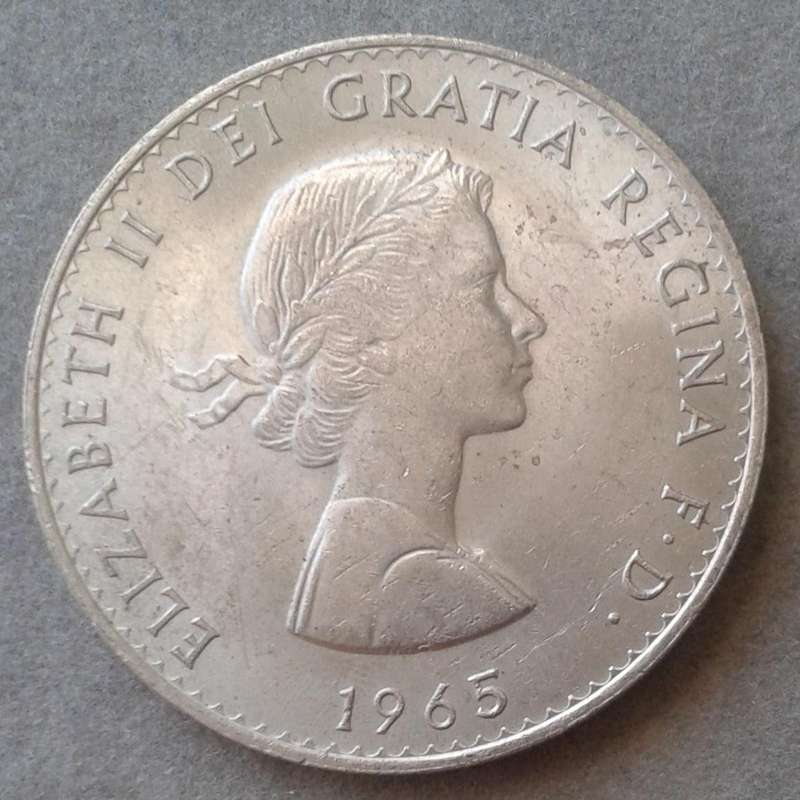 ELIZABETH II DEI GRATIA REGINA F·D·
1965